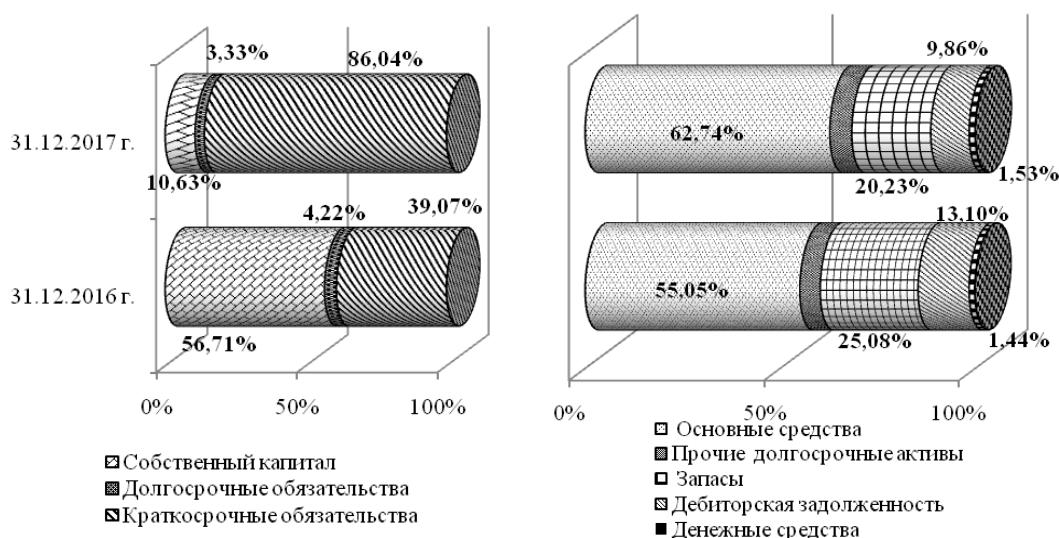 3,33%
86,04%
31.12.2017 г.
10,63%
4,22%
39,07%
31.12.2016 г.
56,71%
0%
50%
100%
Собственный капитал
Долгосрочные обязательства
Краткосрочные обязательства
9,86%
62,74%
20,23%
1,53%
13,10%
55,05%
25,08%
1,44%
0%
50%
100%
Основные средства
Прочие долгосрочные активы
Запасы
Дебиторская задолженность
Денежные средства